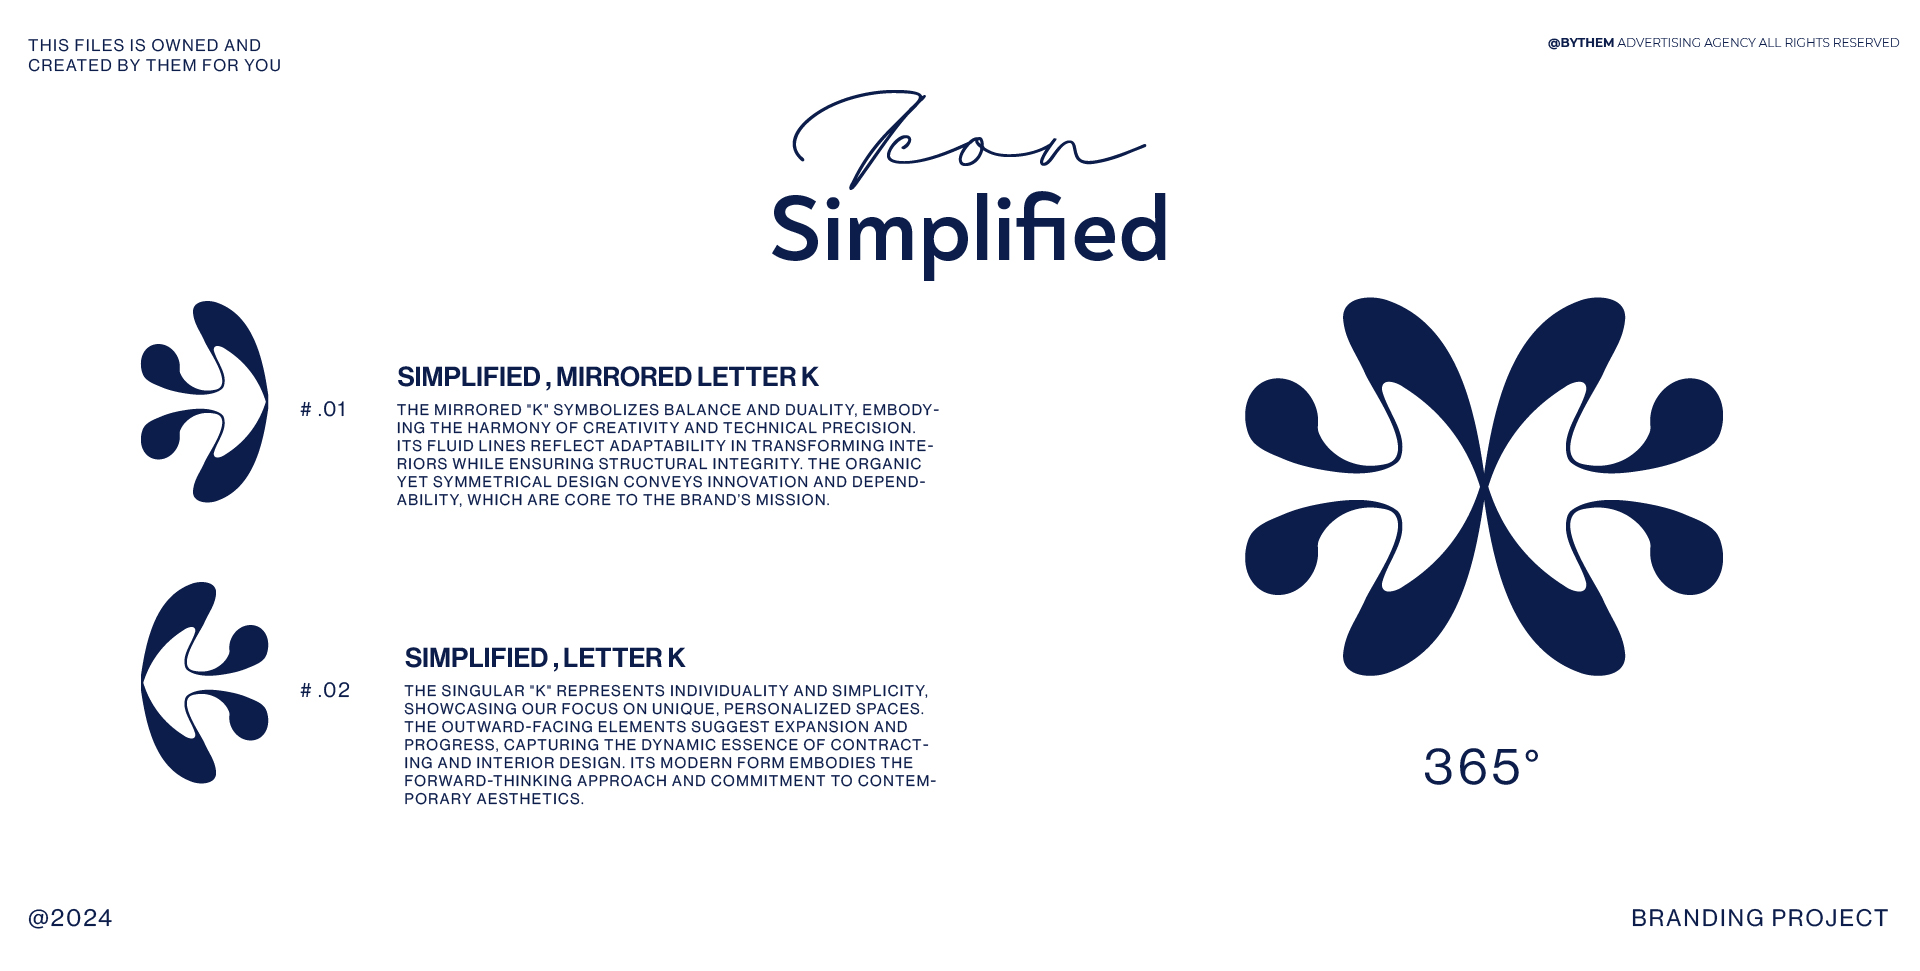 THIS FILES IS OWNED AND
CREATED BY THEM FOR YOU
@BYTHEM ADVERTISING AGENCY ALL RIGHTS RESERVED
Icon
Simplified
# .01
SIMPLIFIED , MIRRORED LETTER K
THE MIRRORED "K" SYMBOLIZES BALANCE AND DUALITY, EMBODY-
ING THE HARMONY OF CREATIVITY AND TECHNICAL PRECISION.
ITS FLUID LINES REFLECT ADAPTABILITY IN TRANSFORMING INTE-
RIORS WHILE ENSURING STRUCTURAL INTEGRITY. THE ORGANIC
YET SYMMETRICAL DESIGN CONVEYS INNOVATION AND DEPEND-
ABILITY, WHICH ARE CORE TO THE BRAND'S MISSION.
# .02
SIMPLIFIED , LETTER K
THE SINGULAR "K" REPRESENTS INDIVIDUALITY AND SIMPLICITY,
SHOWCASING OUR FOCUS ON UNIQUE, PERSONALIZED SPACES.
THE OUTWARD-FACING ELEMENTS SUGGEST EXPANSION AND
PROGRESS, CAPTURING THE DYNAMIC ESSENCE OF CONTRACT-
ING AND INTERIOR DESIGN. ITS MODERN FORM EMBODIES THE
FORWARD-THINKING APPROACH AND COMMITMENT TO CONTEM-
PORARY AESTHETICS.
365°
@2024
BRANDING PROJECT